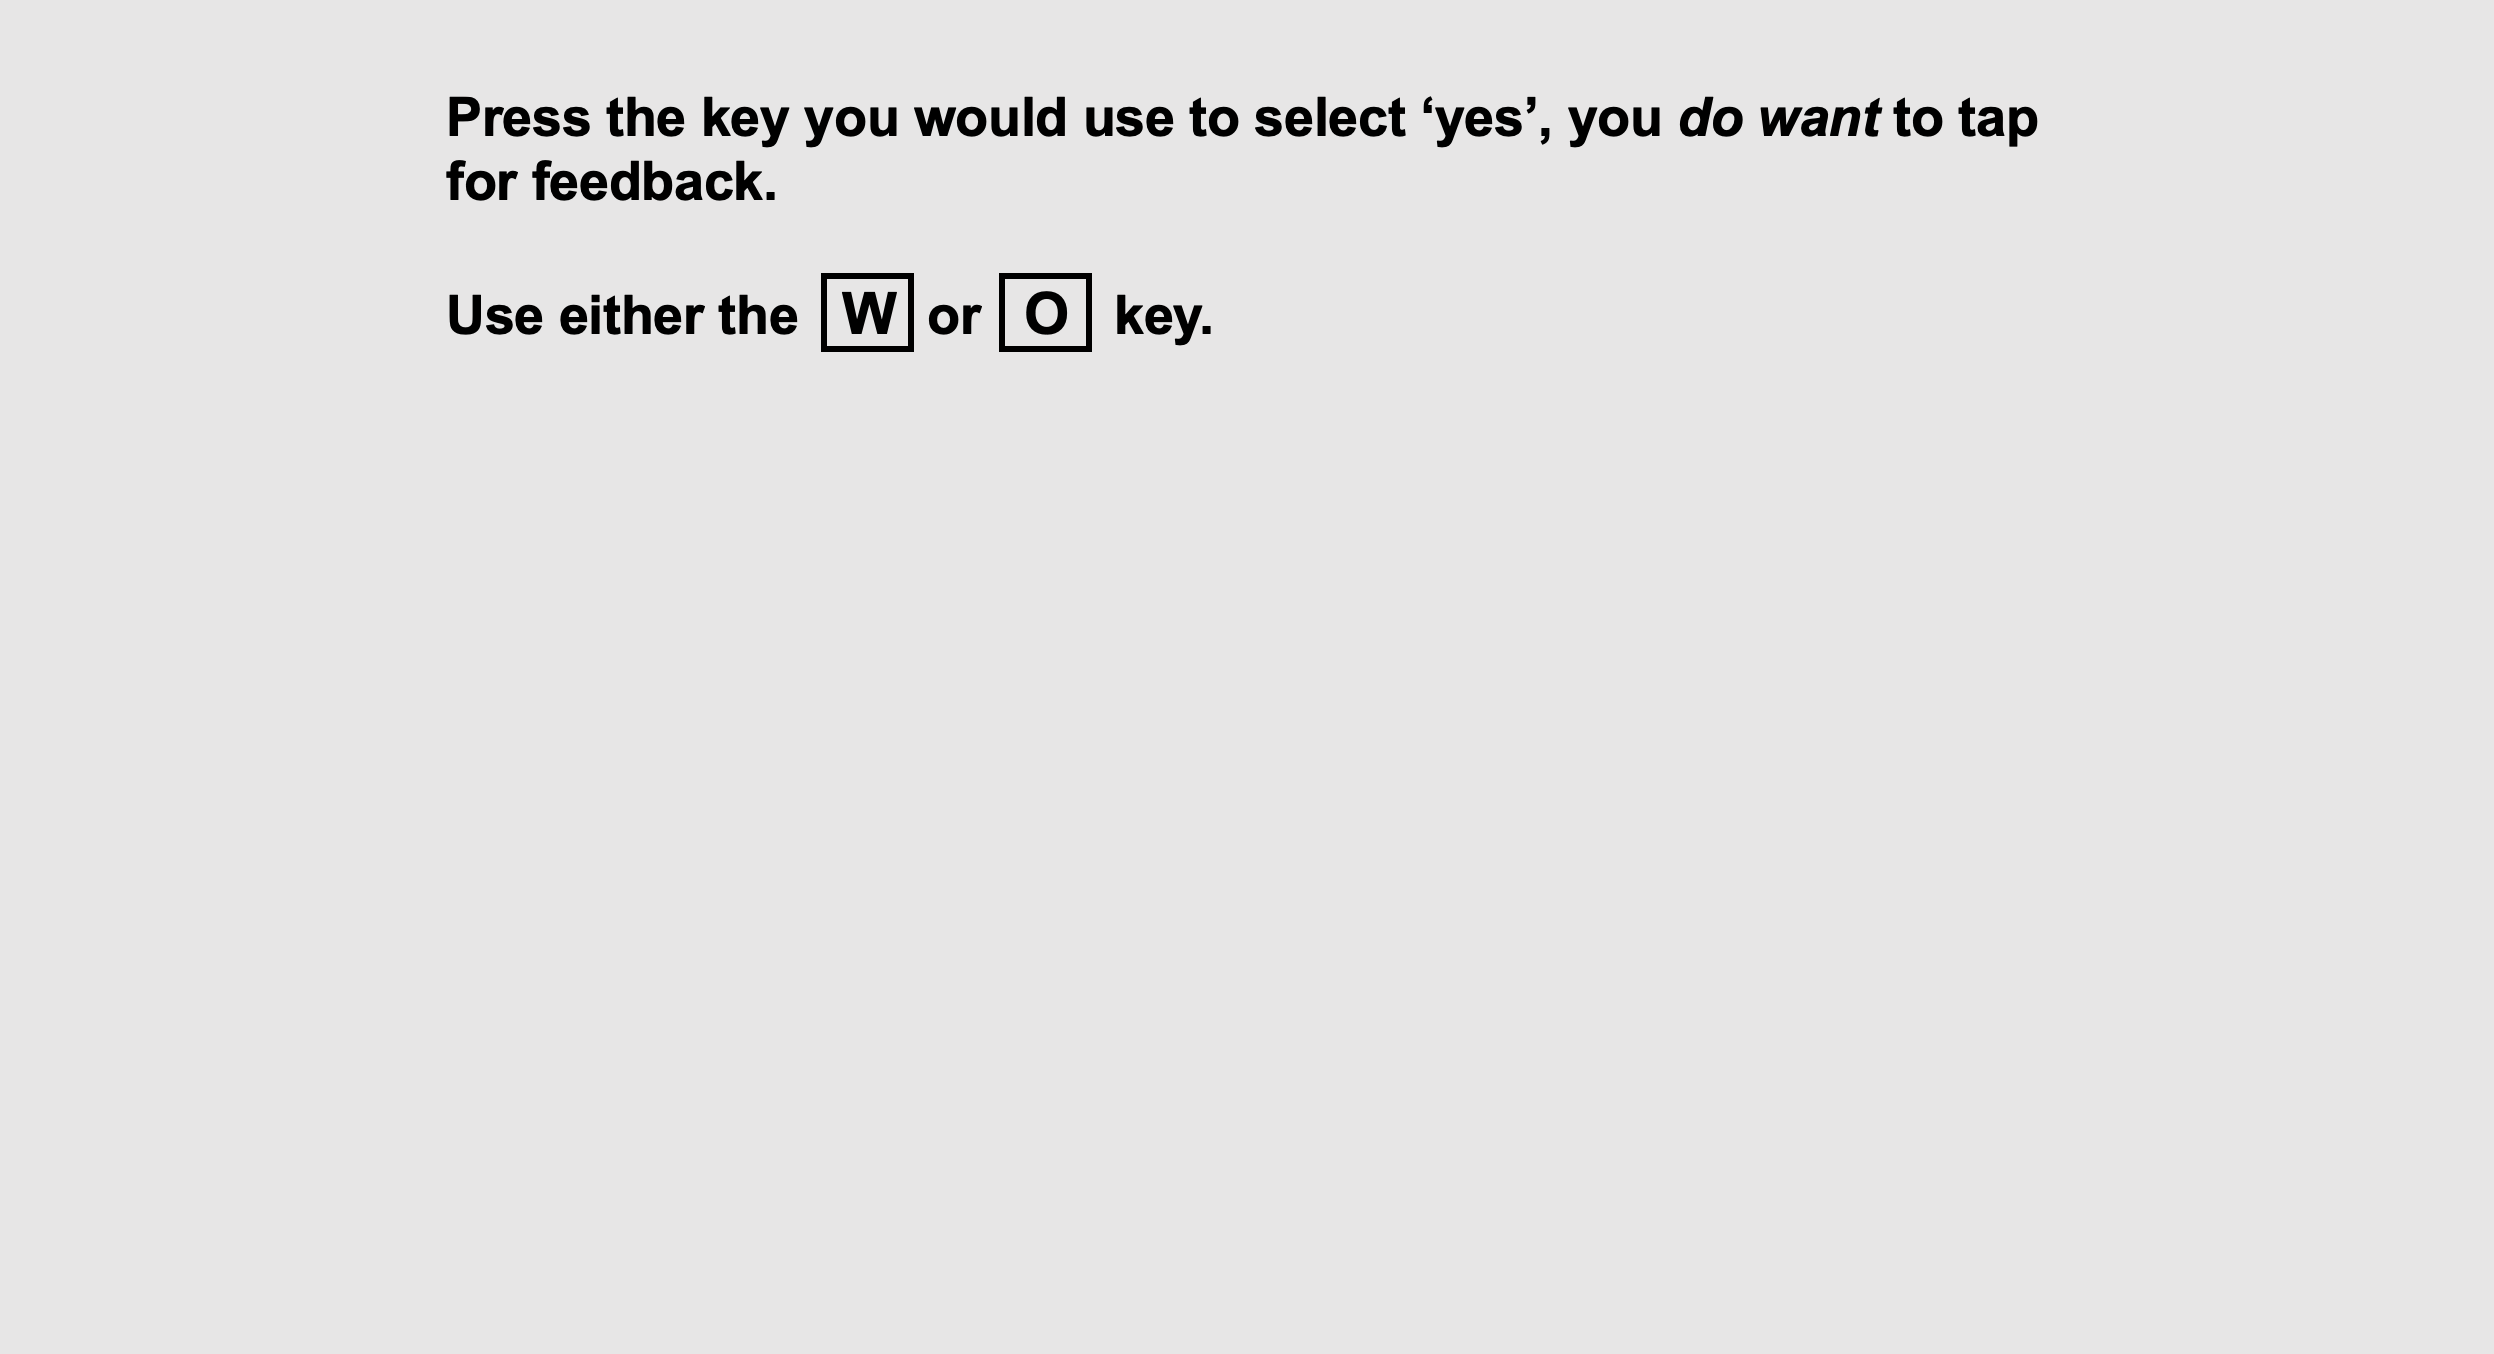 Press the key you would use to select ‘yes’, you do want to tap
for feedback.
Use either the W or O key.